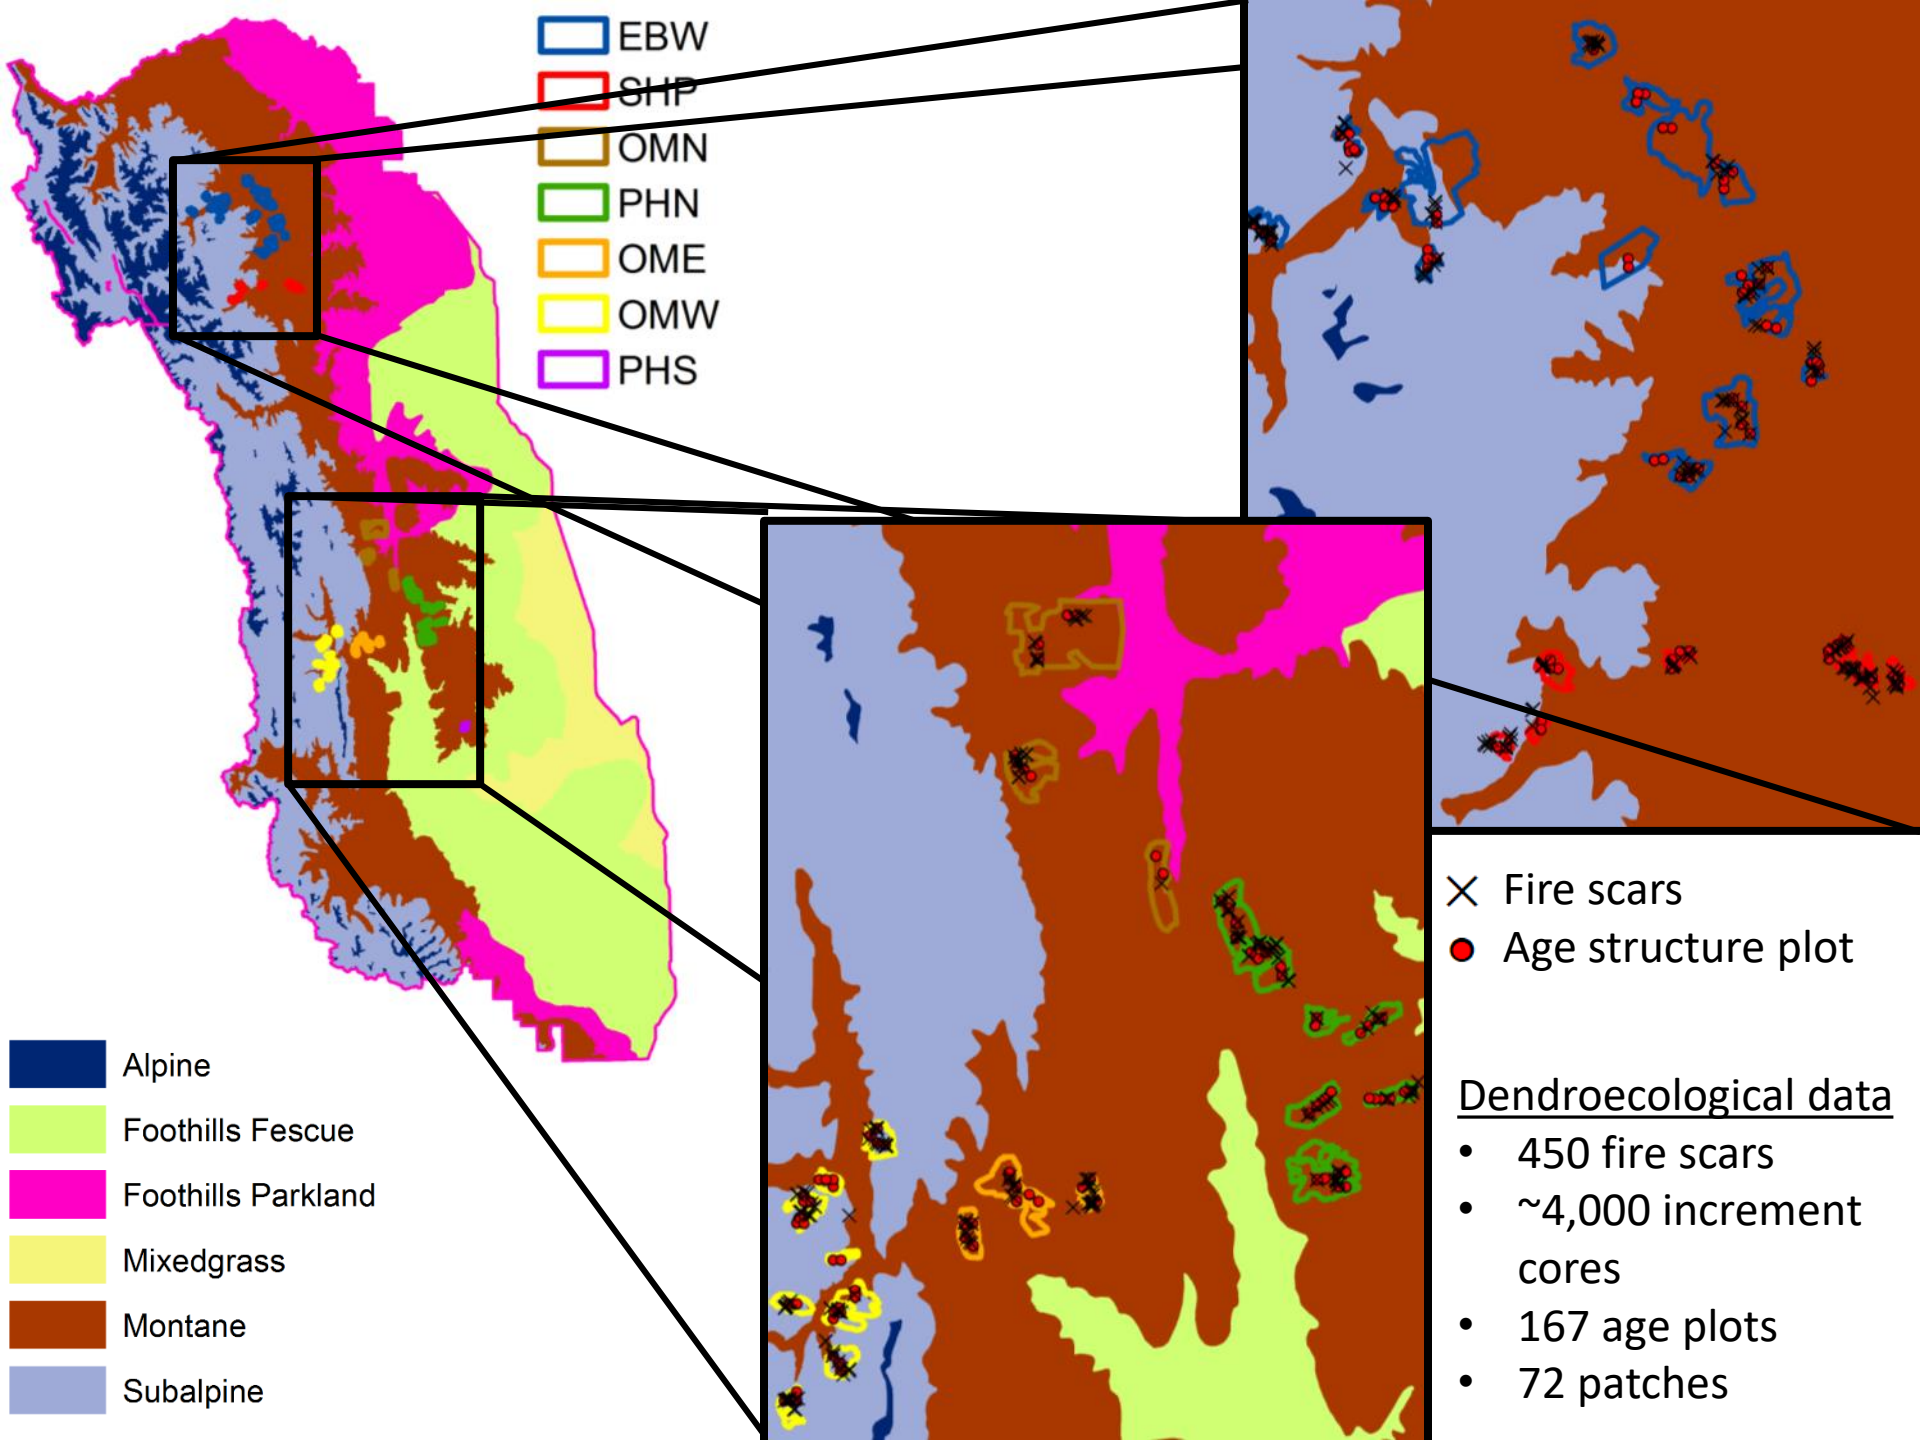 EBW
SHP
OMN
PHN
OME
OMW
PHS
Fire scars
Age structure plot
Dendroecological data
• 450 fire scars
• ~4,000 increment
cores
• 167 age plots
• 72 patches
Alpine
Foothills Fescue
Foothills Parkland
Mixedgrass
Montane
Subalpine